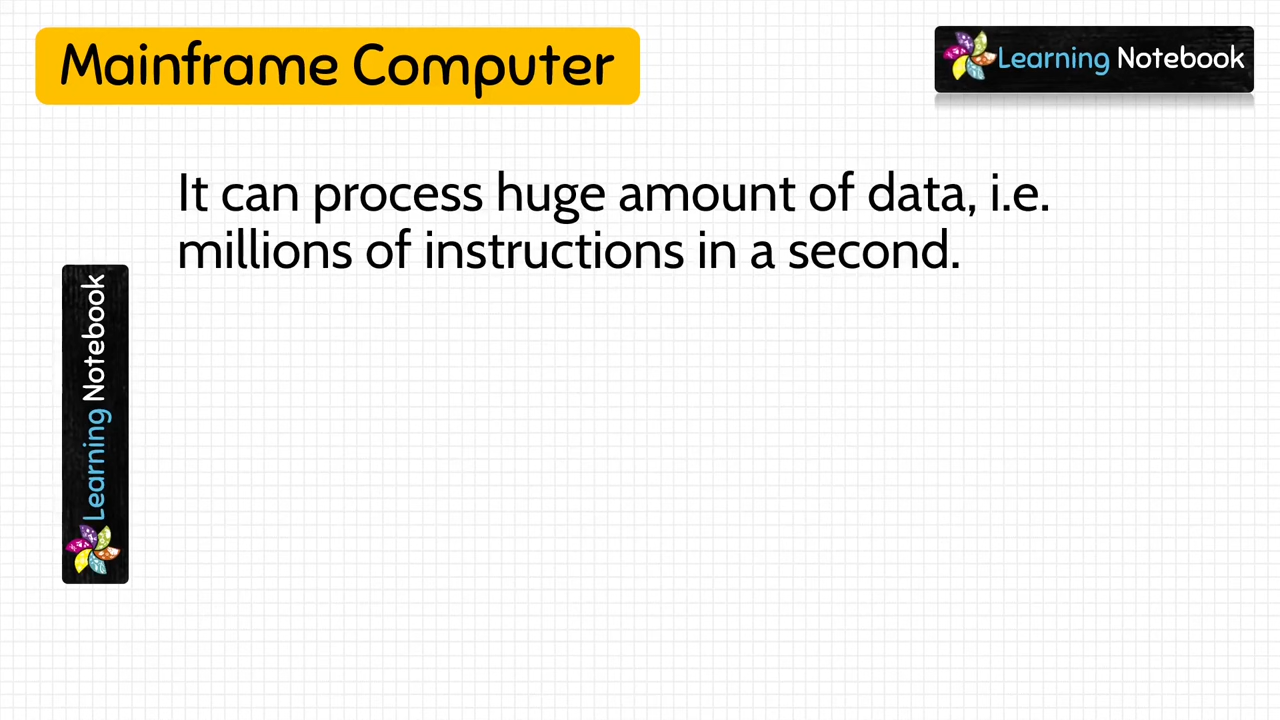 Mainframe Computer
Learning Notebook
It can process huge amount of data, i.e.
millions of instructions in a second.
Learning Notebook